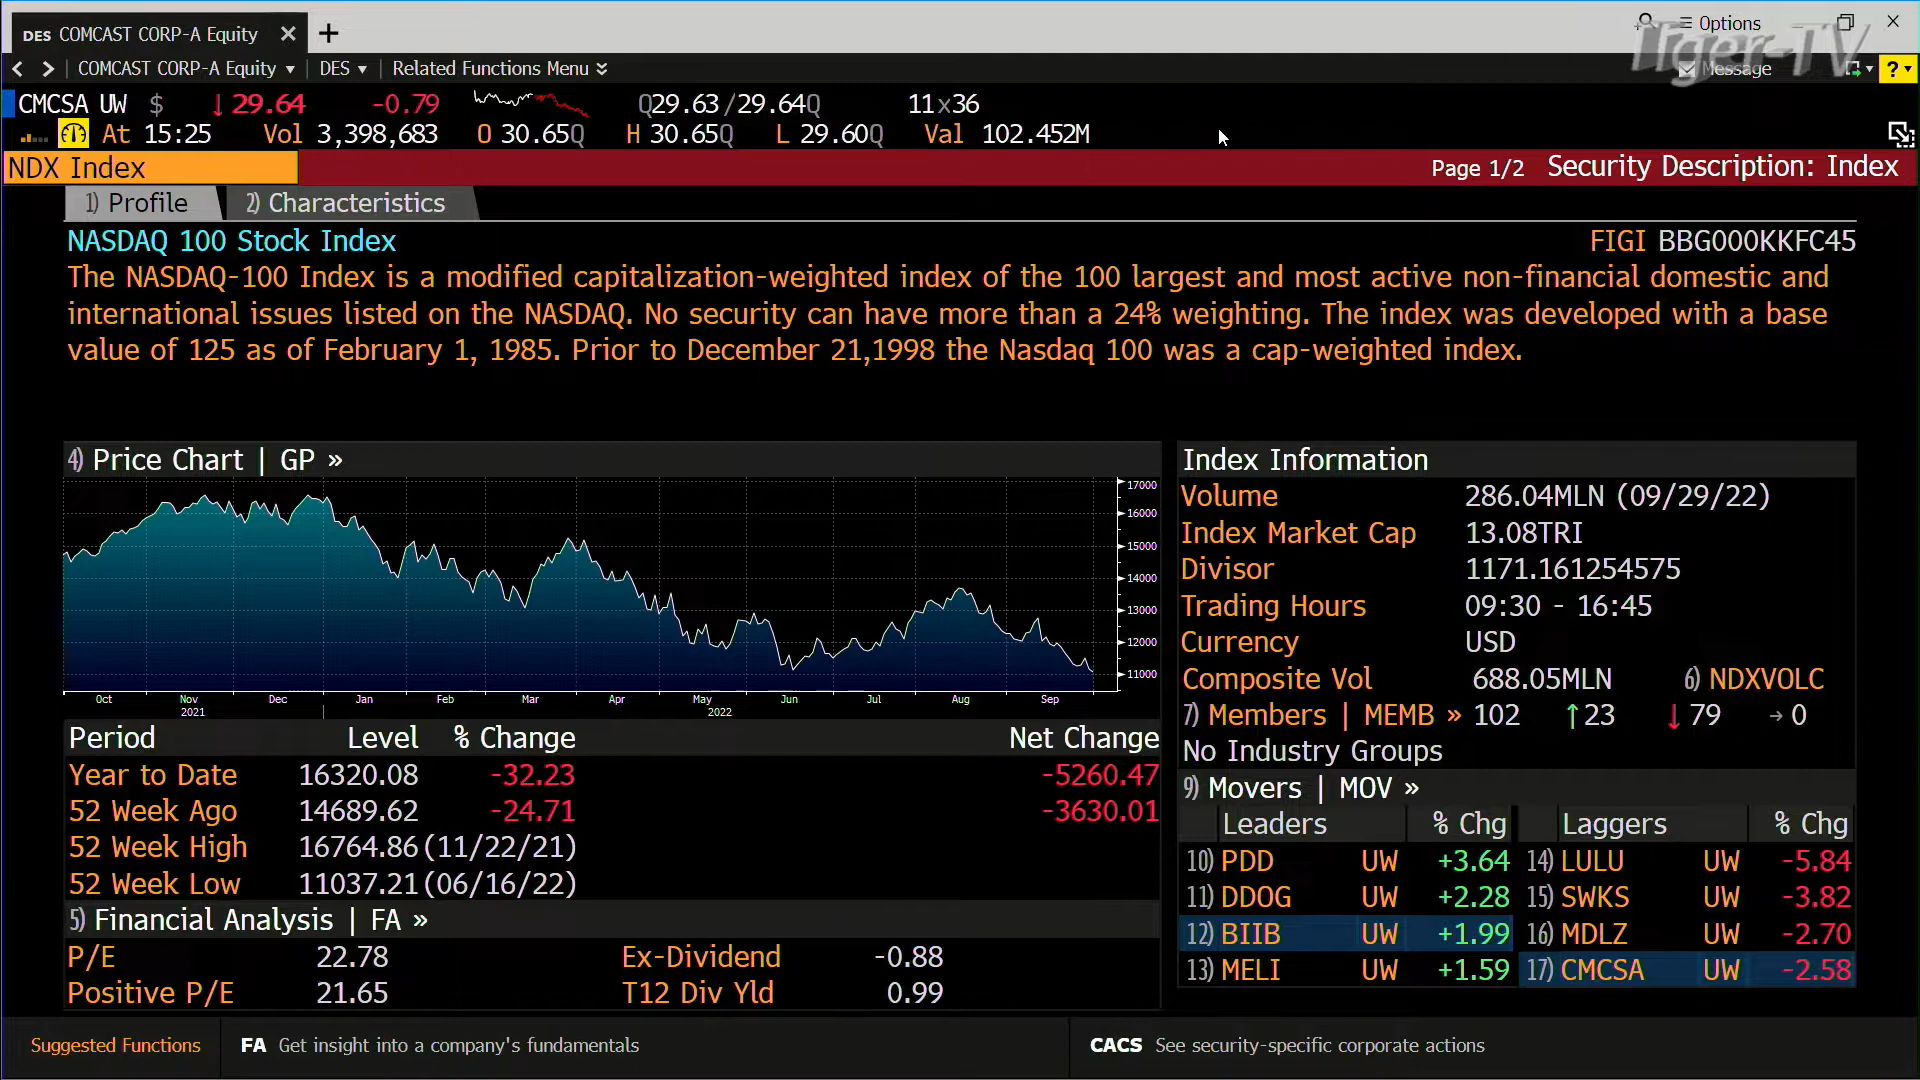 DES COMCAST CORP-A Equity
Options
COMCAST CORP-A Equity DES Related Functions Menu
Message ?
Tiger-TV
CMCSA UW $ ↓ 29.64 -0.79 Q29.63/29.64Q 11x36
At 15:25 Vol 3,398,683 O 30.65Q H 30.65Q L 29.60Q Val 102.452M
NDX Index Page 1/2 Security Description: Index
1) Profile 2) Characteristics
NASDAQ 100 Stock Index FIGI BBG000KKFC45
The NASDAQ-100 Index is a modified capitalization-weighted index of the 100 largest and most active non-financial domestic and
international issues listed on the NASDAQ. No security can have more than a 24% weighting. The index was developed with a base
value of 125 as of February 1, 1985. Prior to December 21,1998 the Nasdaq 100 was a cap-weighted index.
4) Price Chart | GP »
17000
16000
15000
14000
13000
12000
11000
Oct Nov Dec Jan Feb Mar Apr May Jun Jul Aug Sep
2021 2022
Period Level % Change Net Change
Year to Date 16320.08 -32.23 -5260.47
52 Week Ago 14689.62 -24.71 -3630.01
52 Week High 16764.86 (11/22/21)
52 Week Low 11037.21 (06/16/22)
5) Financial Analysis | FA »
P/E 22.78 Ex-Dividend -0.88
Positive P/E 21.65 T12 Div Yld 0.99
Index Information
Volume 286.04MLN (09/29/22)
Index Market Cap 13.08TRI
Divisor 1171.161254575
Trading Hours 09:30 - 16:45
Currency USD
Composite Vol 688.05MLN 6) NDXVOLC
7) Members | MEMB » 102 ↑23 ↓79 →0
No Industry Groups
9) Movers | MOV »
Leaders % Chg Laggers % Chg
10) PDD UW +3.64 14) LULU UW -5.84
11) DDOG UW +2.28 15) SWKS UW -3.82
12) BIIB UW +1.99 16) MDLZ UW -2.70
13) MELI UW +1.59 17) CMCSA UW -2.58
Suggested Functions FA Get insight into a company's fundamentals CACS See security-specific corporate actions